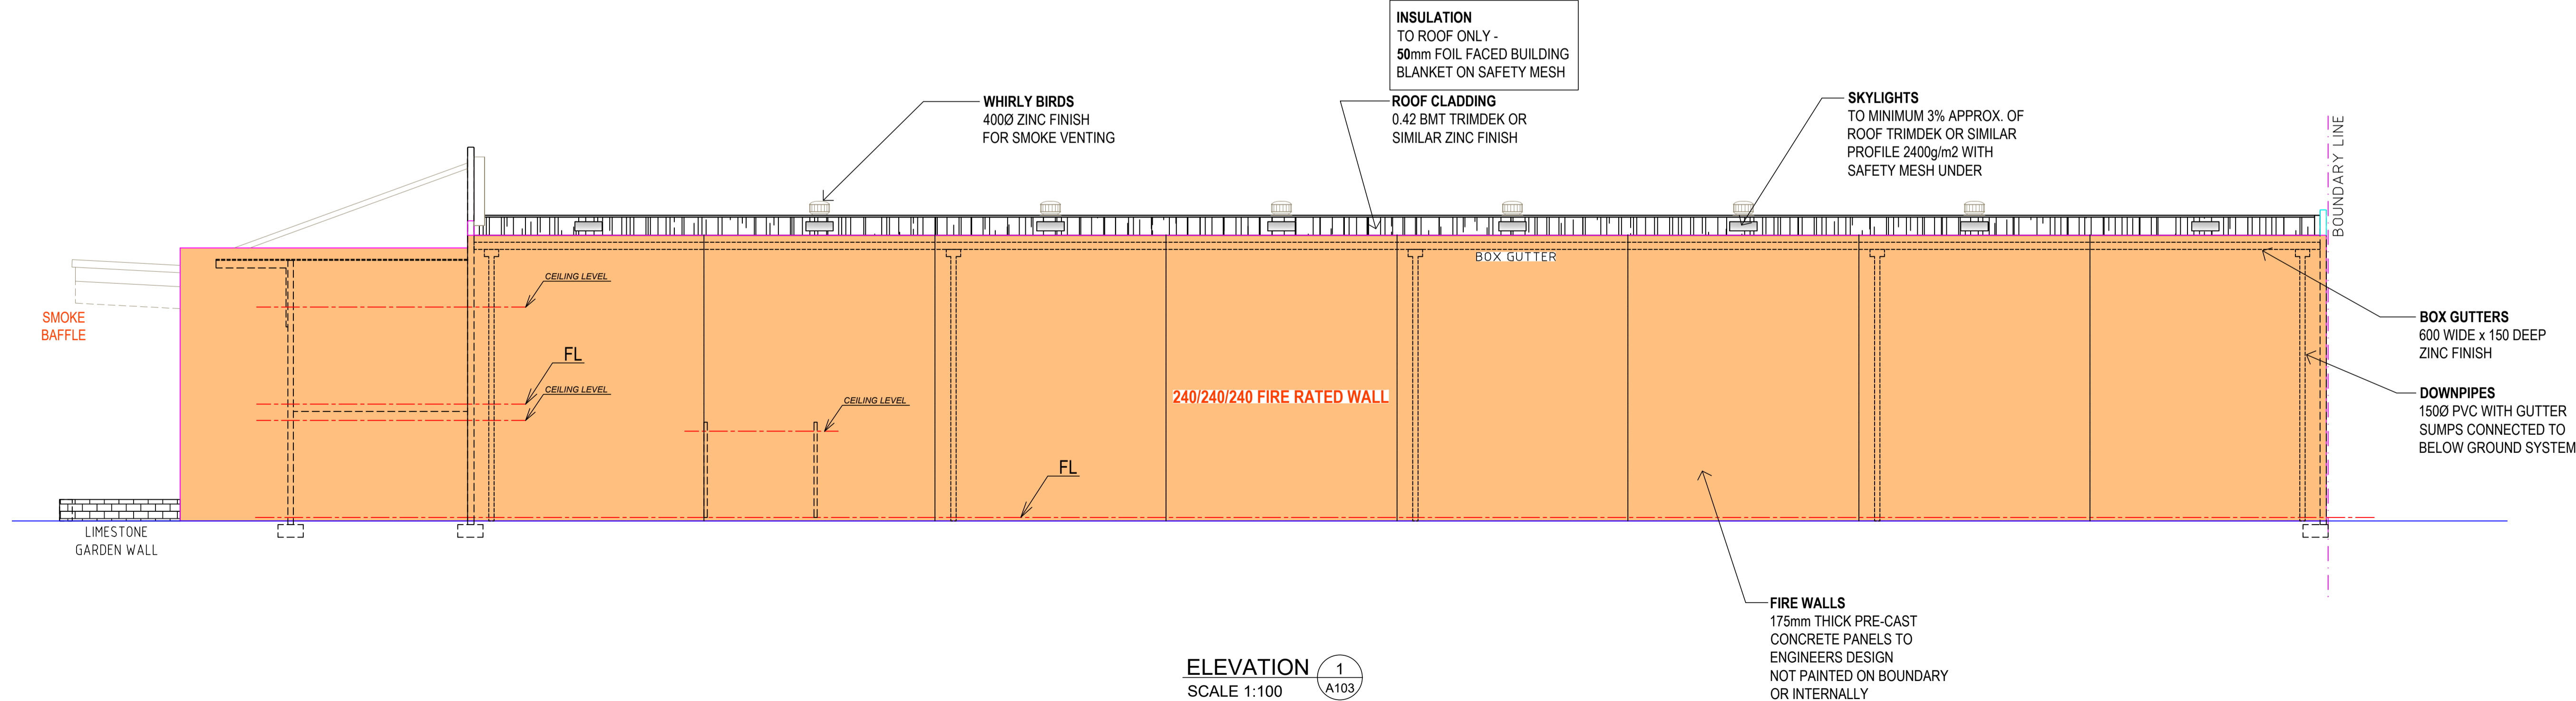 INSULATION
TO ROOF ONLY -
50mm FOIL FACED BUILDING
BLANKET ON SAFETY MESH
WHIRLY BIRDS
400Ø ZINC FINISH
FOR SMOKE VENTING
ROOF CLADDING
0.42 BMT TRIMDEK OR
SIMILAR ZINC FINISH
SKYLIGHTS
TO MINIMUM 3% APPROX. OF
ROOF TRIMDEK OR SIMILAR
PROFILE 2400g/m2 WITH
SAFETY MESH UNDER
BOUNDARY LINE
BOX GUTTER
CEILING LEVEL
SMOKE
BAFFLE
FL
CEILING LEVEL
CEILING LEVEL
240/240/240 FIRE RATED WALL
BOX GUTTERS
600 WIDE x 150 DEEP
ZINC FINISH
DOWNPIPES
150Ø PVC WITH GUTTER
SUMPS CONNECTED TO
BELOW GROUND SYSTEM
FL
LIMESTONE
GARDEN WALL
FIRE WALLS
175mm THICK PRE-CAST
CONCRETE PANELS TO
ENGINEERS DESIGN
NOT PAINTED ON BOUNDARY
OR INTERNALLY
ELEVATION
SCALE 1:100
1
A103